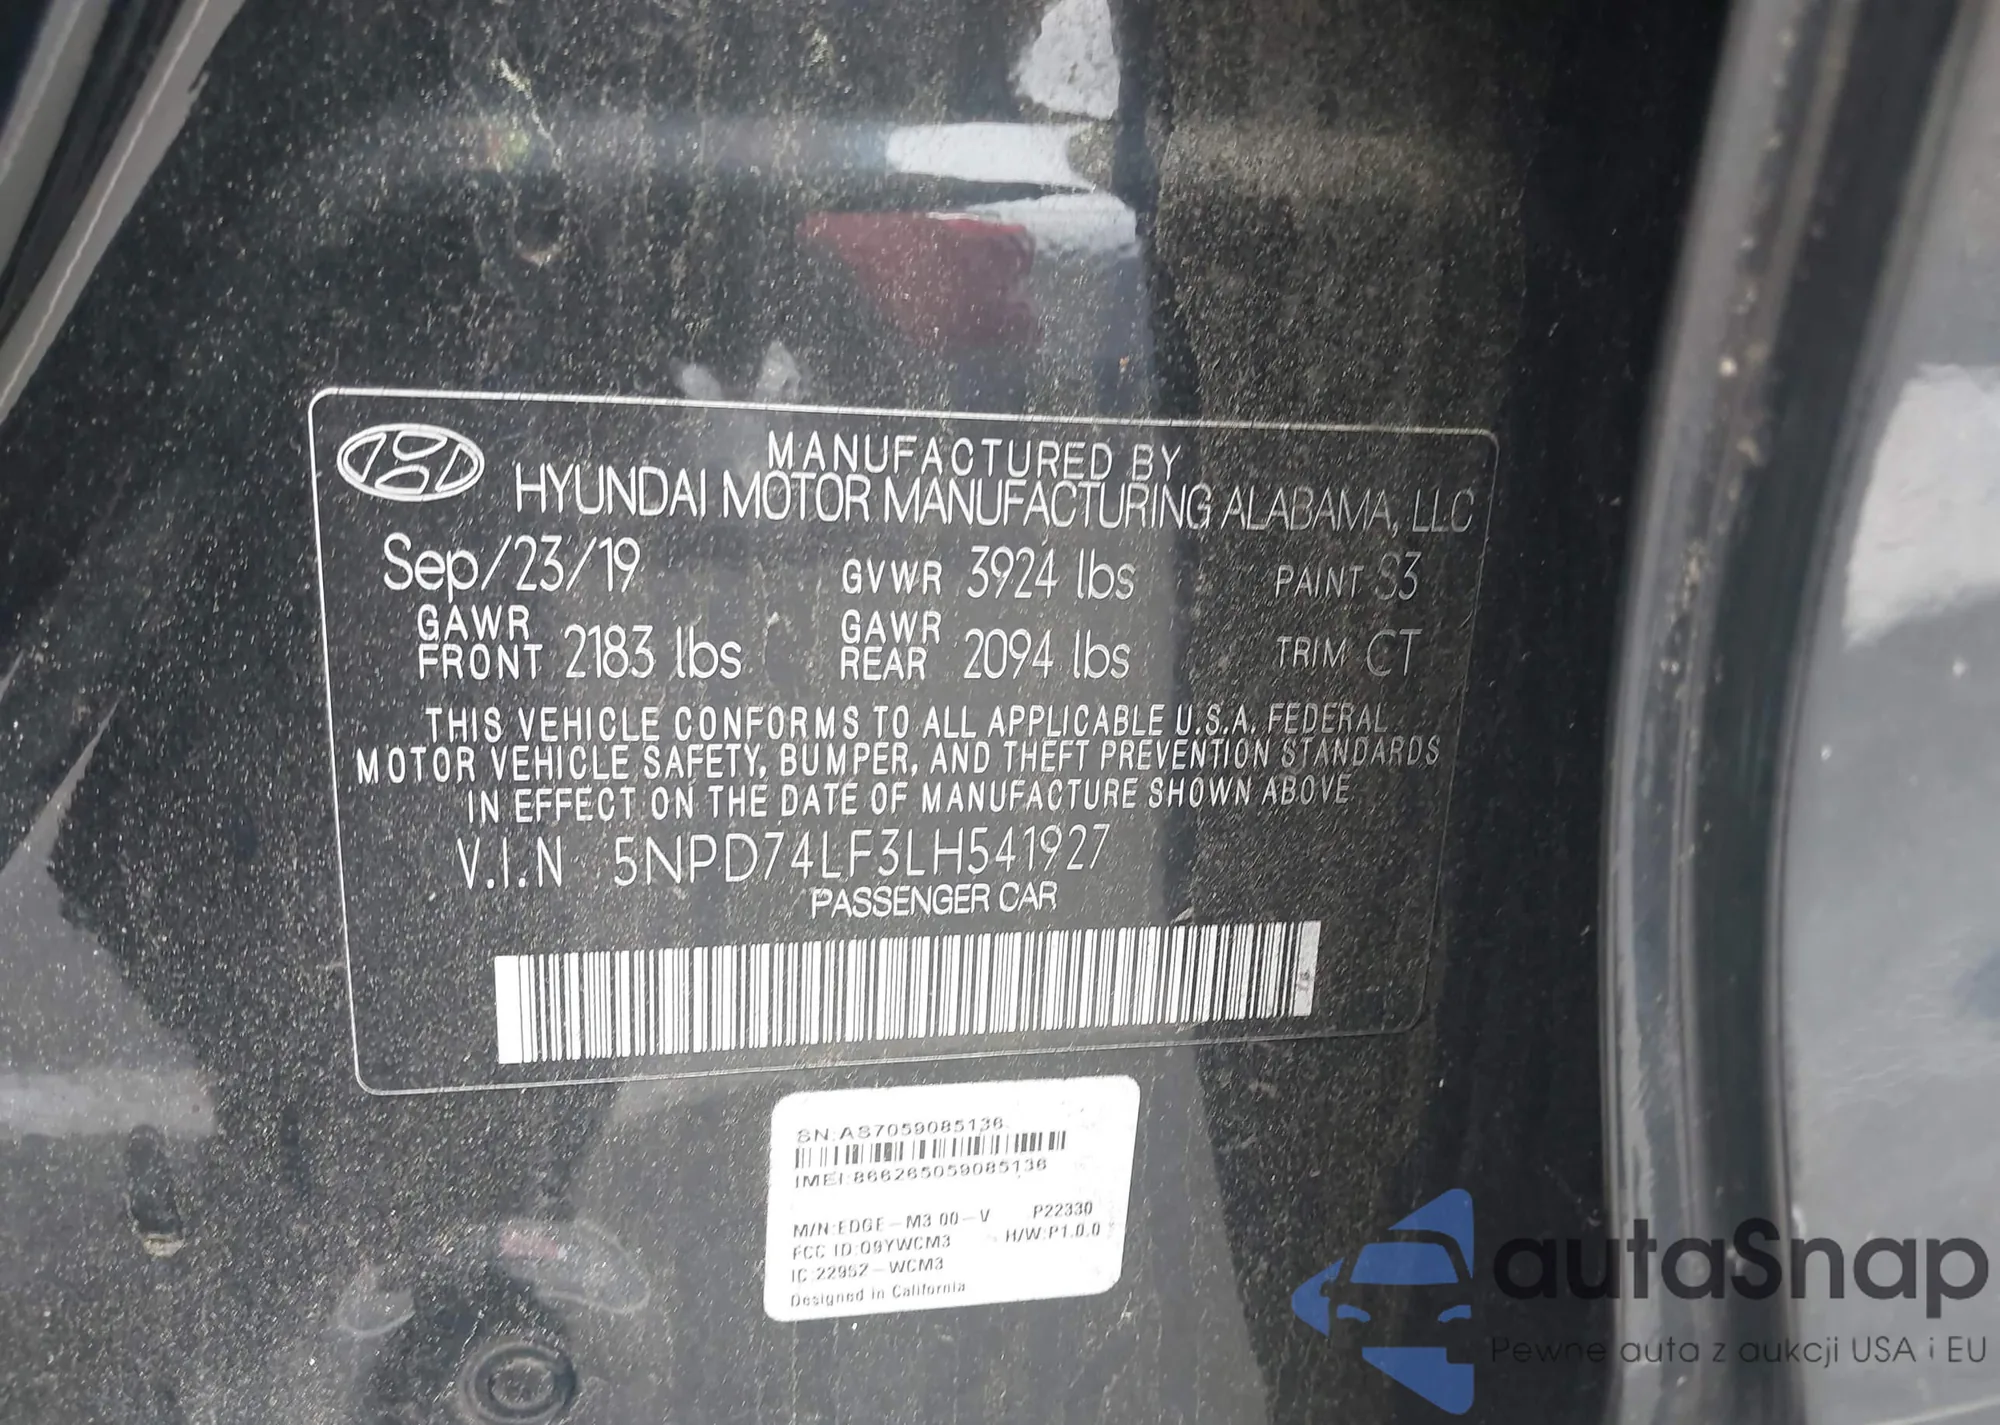 MANUFACTURED BY
HYUNDAI MOTOR MANUFACTURING ALABAMA, LLC
Sep/23/19 GVWR 3924 lbs PAINT S3
GAWR FRONT 2183 lbs GAWR REAR 2094 lbs TRIM CT
THIS VEHICLE CONFORMS TO ALL APPLICABLE U.S.A. FEDERAL
MOTOR VEHICLE SAFETY, BUMPER, AND THEFT PREVENTION STANDARDS
IN EFFECT ON THE DATE OF MANUFACTURE SHOWN ABOVE
V.I.N 5NPD74LF3LH541927
PASSENGER CAR
SN:AS7059085136
IMEI:866265059085136
M/N:EDGE-M3 00-V P22330
FCC ID:09YWCM3 H/W:P1.0.0
IC:22952-WCM3
Designed in California
autaSnap
Pewne auta z aukcji USA i EU